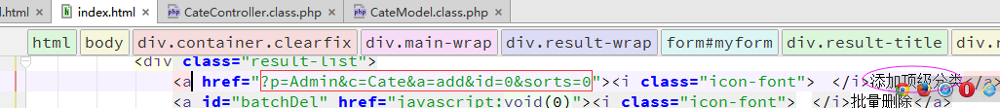 l.html × index.html × CateController.class.php × CateModel.class.php ×
html body div.container.clearfix div.main-wrap div.result-wrap form#myform div.result-title div.r
<div class="result-list">
<a href="?p=Admin&c=Cate&a=add&id=0&sorts=0"><i class="icon-font"> </i>添加顶级分类</a>
<a id="batchDel" href="javascript:void(0)"><i class="icon-font"> </i>批量删除</a>